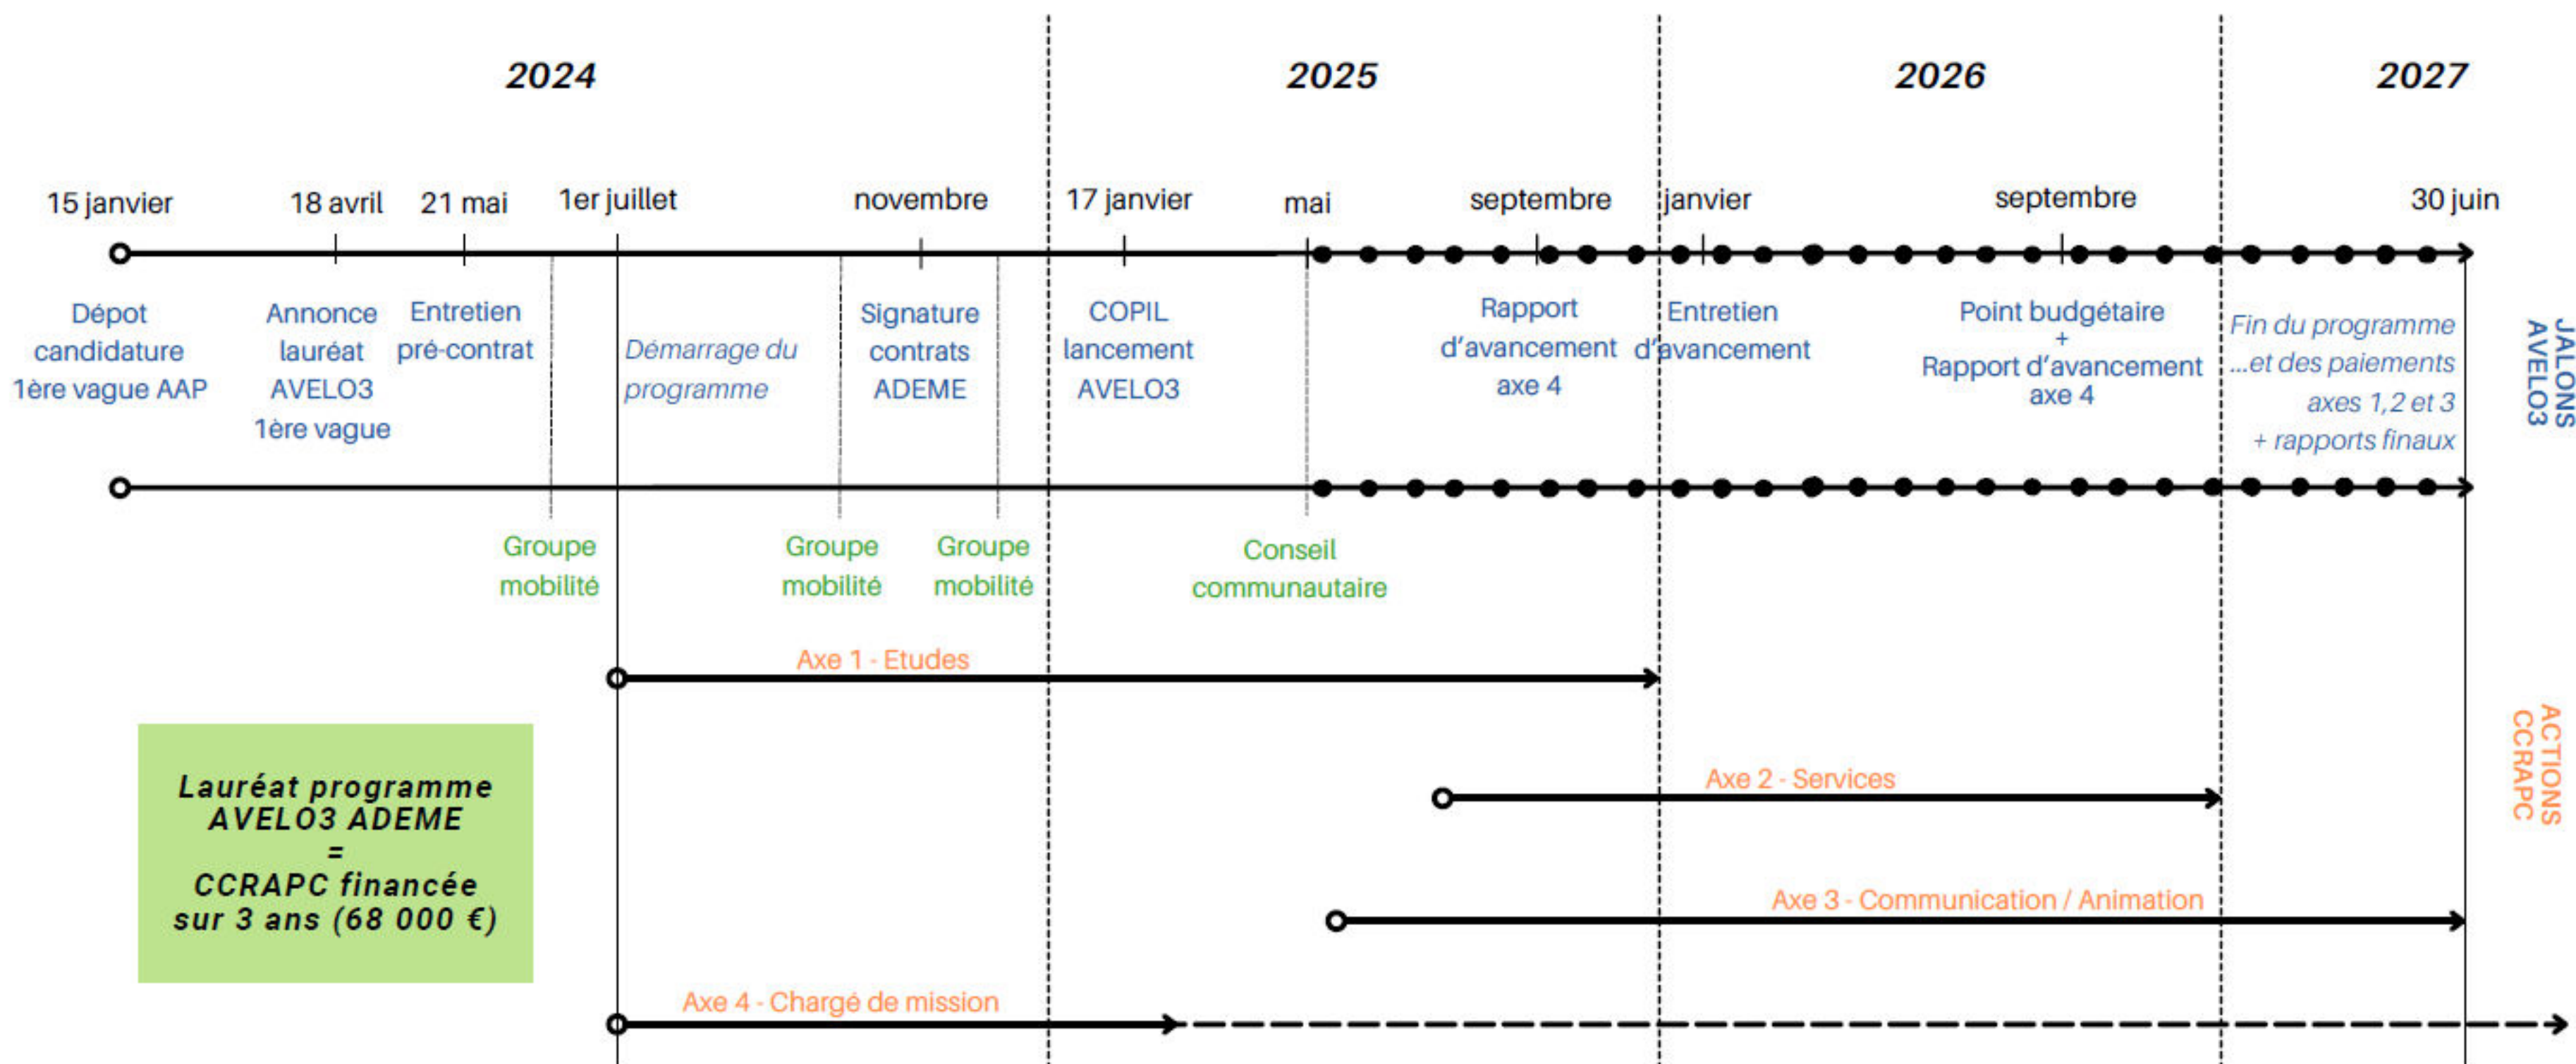 2024
2025
2026
2027
15 janvier
18 avril
21 mai
1er juillet
novembre
17 janvier
mai
septembre
janvier
septembre
30 juin
Dépot
candidature
1ère vague AAP
Annonce
lauréat
AVELO3
1ère vague
Entretien
pré-contrat
Démarrage du
programme
Signature
contrats
ADEME
COPIL
lancement
AVELO3
Rapport
d'avancement
axe 4
Entretien
d'avancement
Point budgétaire
+
Rapport d'avancement
axe 4
Fin du programme
...et des paiements
axes 1,2 et 3
+ rapports finaux
JALONS
AVELO3
Groupe
mobilité
Groupe
mobilité
Groupe
mobilité
Conseil
communautaire
Axe 1 - Etudes
Axe 2 - Services
Axe 3 - Communication / Animation
Axe 4 - Chargé de mission
ACTIONS
CCRAPC
Lauréat programme
AVELO3 ADEME
=
CCRAPC financée
sur 3 ans (68 000 €)